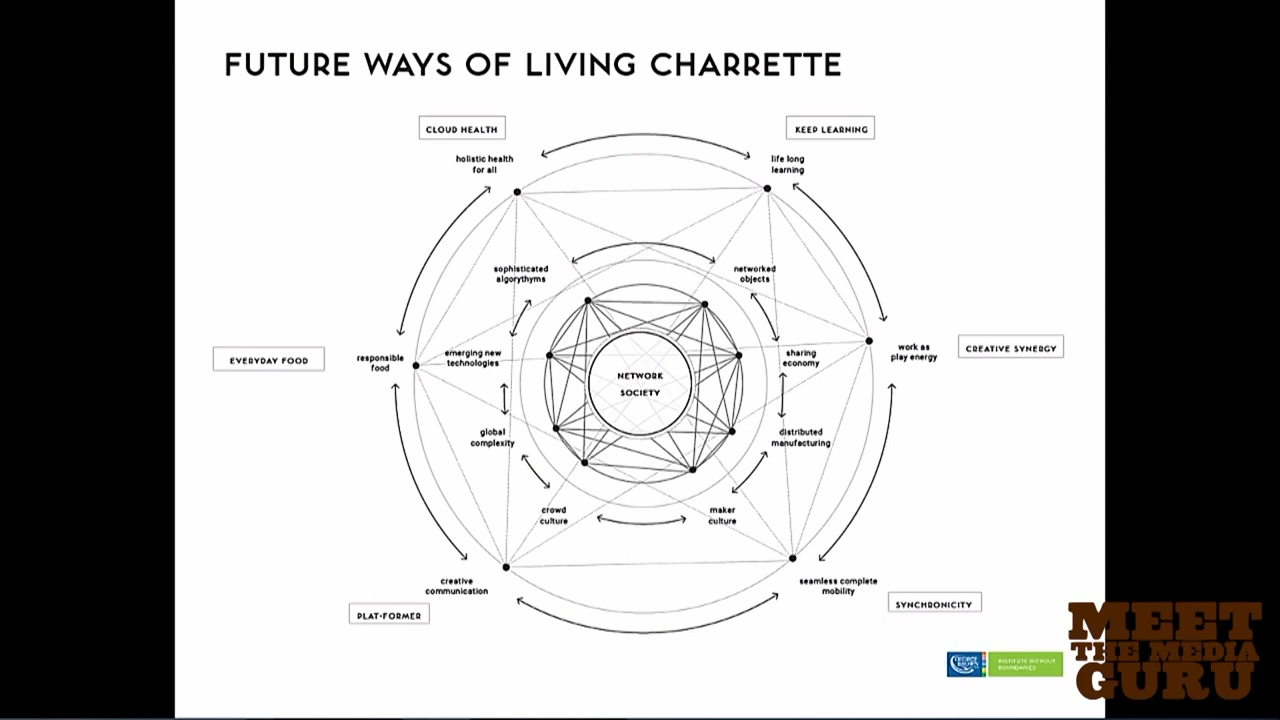 FUTURE WAYS OF LIVING CHARRETTE
CLOUD HEALTH
KEEP LEARNING
holistic health
for all
life long
learning
sophisticated
algorythyms
networked
objects
EVERYDAY FOOD
responsible
food
emerging new
technologies
sharing
economy
work as
play energy
CREATIVE SYNERGY
NETWORK
SOCIETY
global
complexity
distributed
manufacturing
crowd
culture
maker
culture
creative
communication
seamless complete
mobility
PLAT-FORMER
SYNCHRONICITY
GEORGE
BROWN
INSTITUTE WITHOUT
BOUNDARIES
MEET
THE MEDIA
GURU